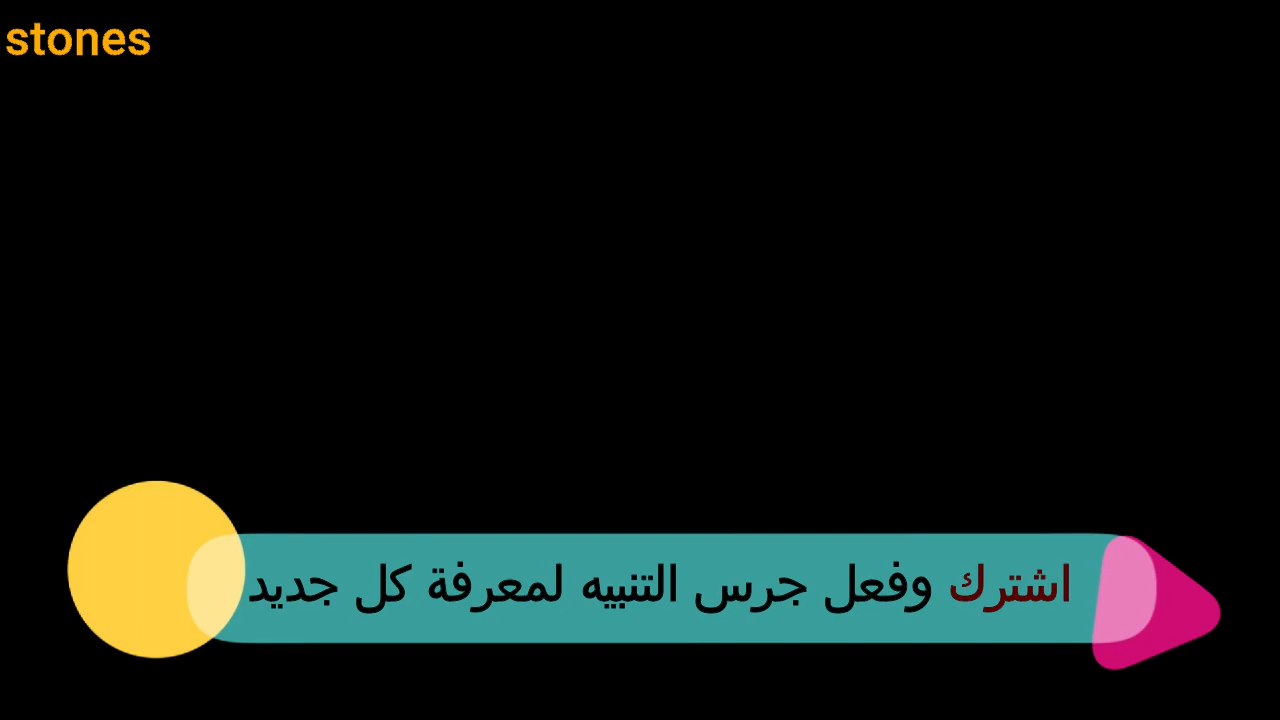 stones
اشترك وفعل جرس التنبيه لمعرفة كل جديد